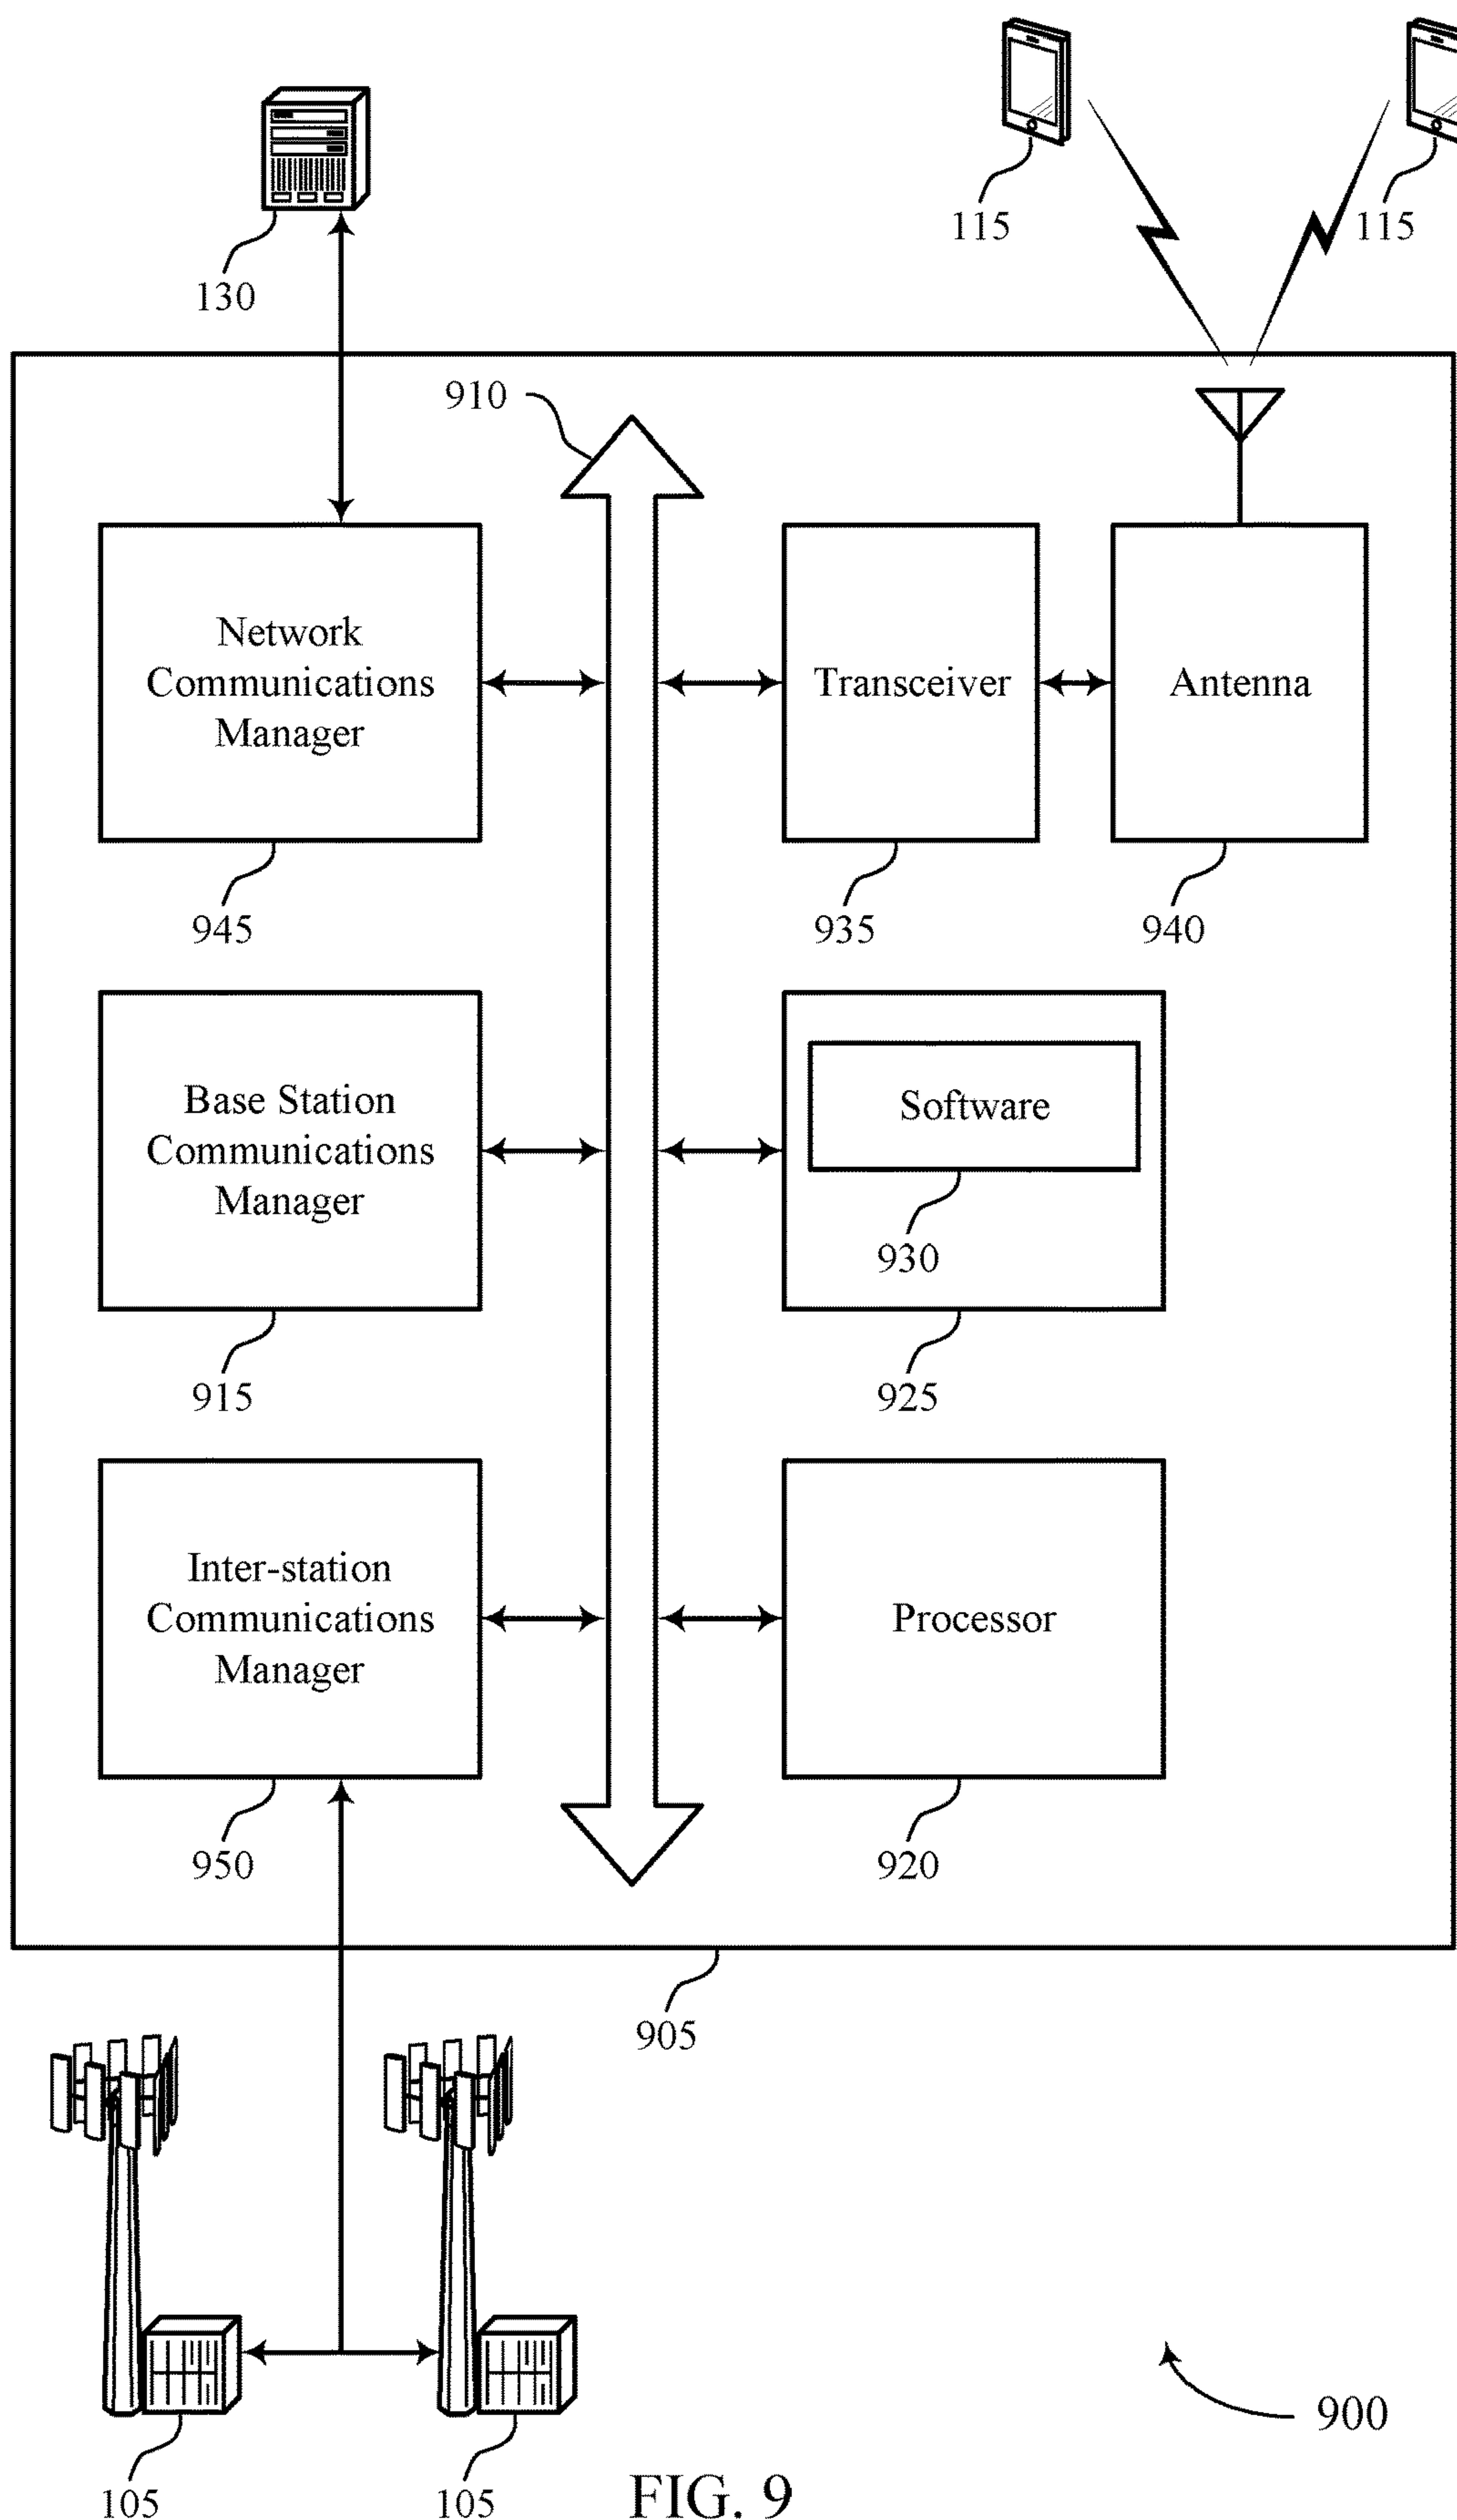 115
115
130
910
Network
Communications
Manager
Transceiver
Antenna
945
935
940
Base Station
Communications
Manager
Software
930
915
925
Inter-station
Communications
Manager
Processor
950
920
905
900
105
105
FIG. 9